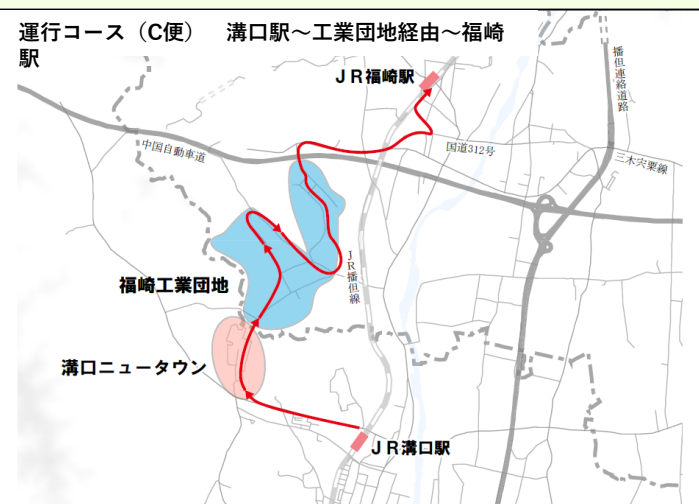 運行コース（C便）　溝口駅～工業団地経由～福崎
駅
ＪＲ福崎駅
播但連絡道路
中国自動車道
国道312号
三木宍粟線
ＪＲ播但線
福崎工業団地
溝口ニュータウン
ＪＲ溝口駅